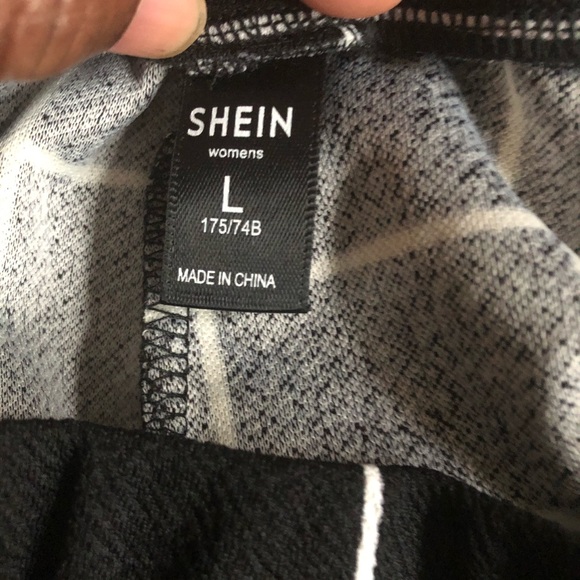 SHEIN
womens
L
175/74B
MADE IN CHINA